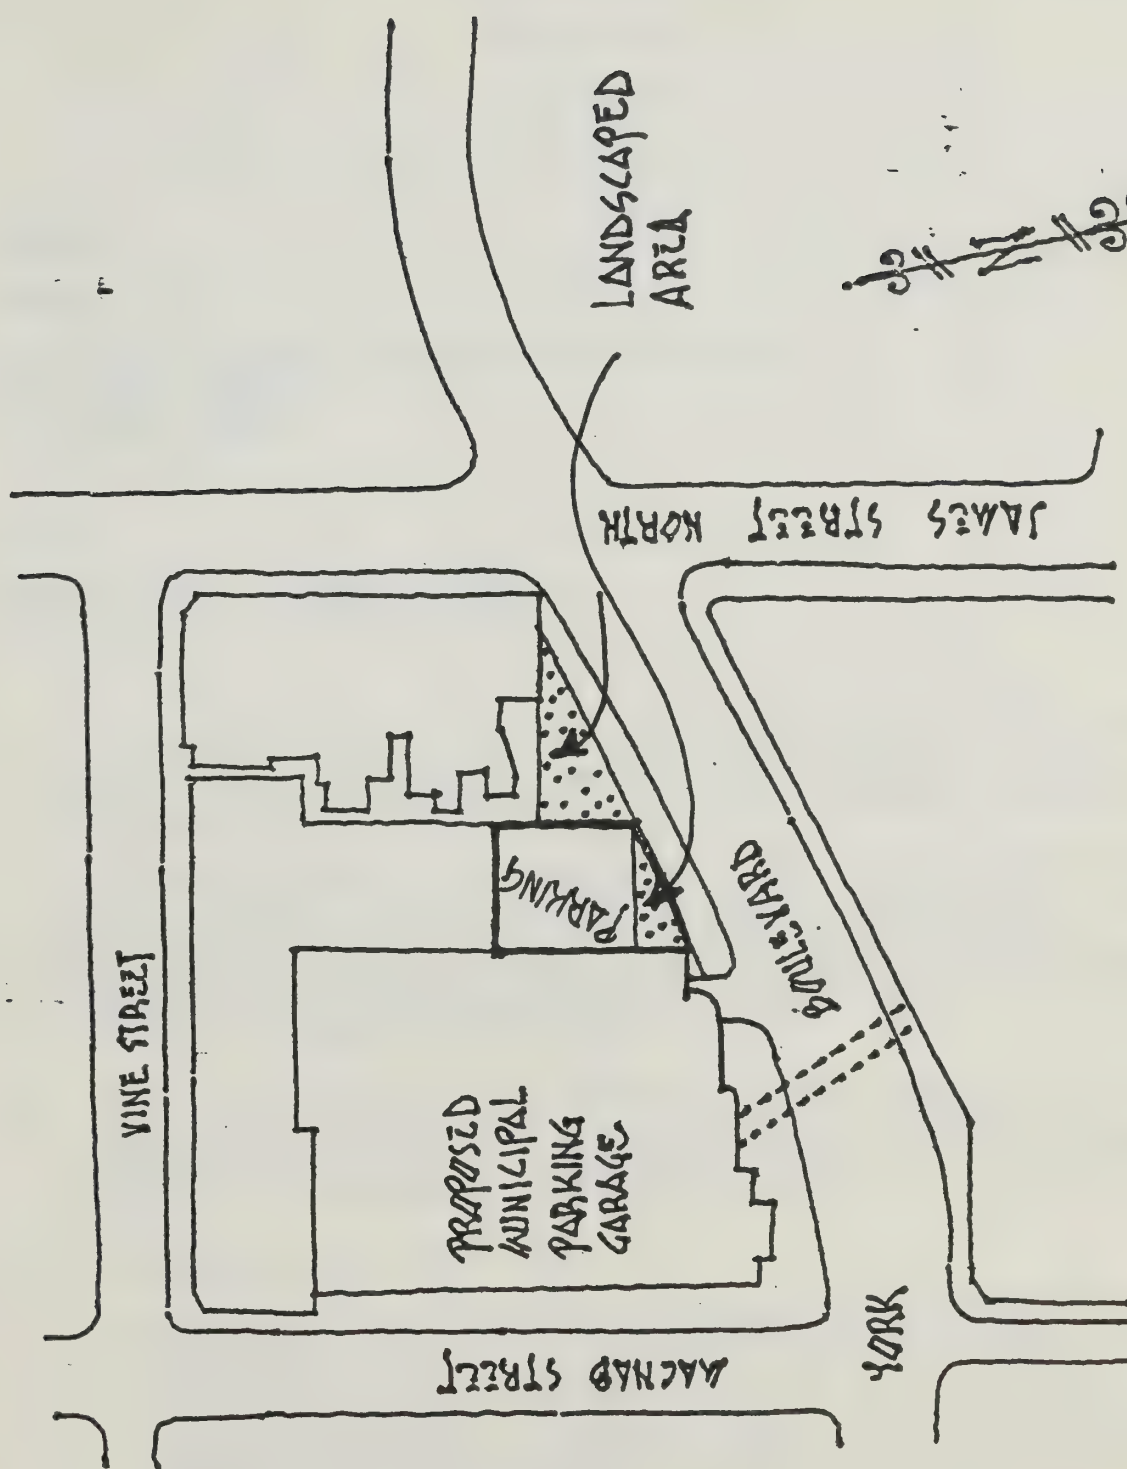 LANDSCAPED
AREA
JAMES STREET NORTH
PARKING
VINE STREET
YORK BOULEVARD
PROPOSED
MUNICIPAL
PARKING
GARAGE
MACNAB STREET
N